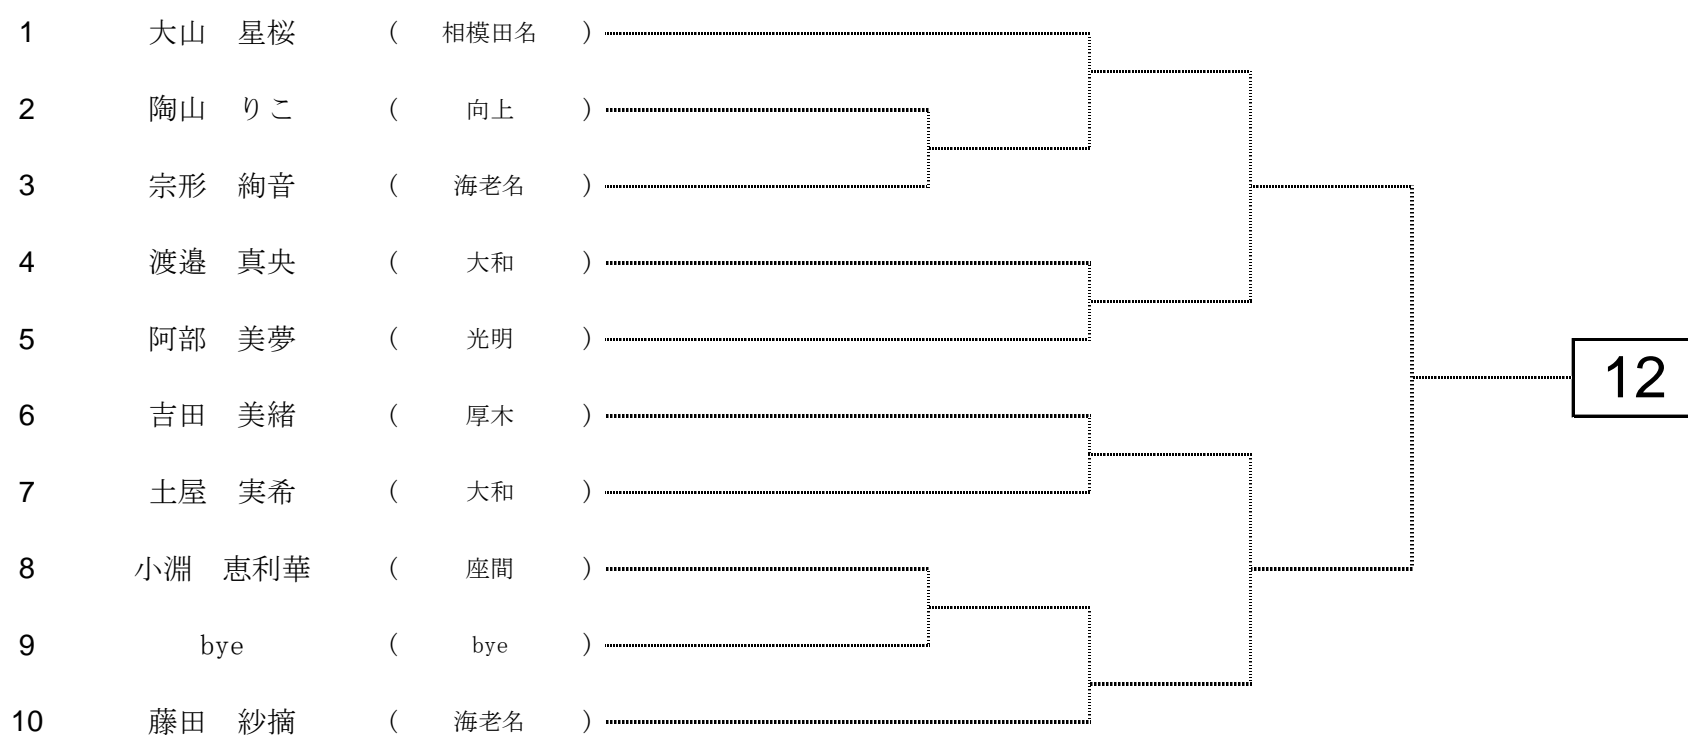 1 大山 星桜 ( 相模田名 )
2 陶山 りこ ( 向上 )
3 宗形 絢音 ( 海老名 )
4 渡邉 真央 ( 大和 )
5 阿部 美夢 ( 光明 )
12
6 吉田 美緒 ( 厚木 )
7 土屋 実希 ( 大和 )
8 小淵 恵利華 ( 座間 )
9 bye ( bye )
10 藤田 紗摘 ( 海老名 )